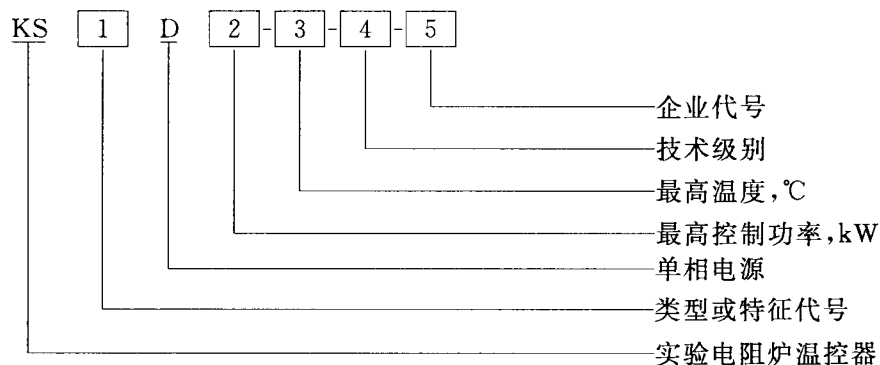 KS 1 D 2-3-4-5
企业代号
技术级别
最高温度,℃
最高控制功率,kW
单相电源
类型或特征代号
实验电阻炉温控器